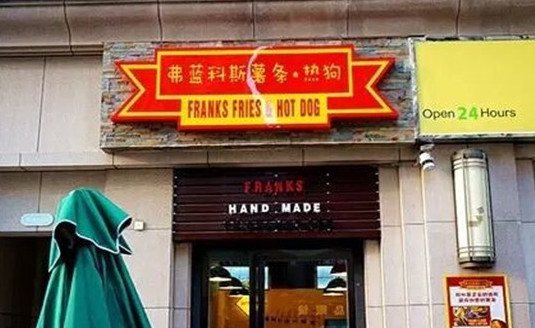 弗蓝科斯薯条·热狗
FRANKS FRIES & HOT DOG
Open 24 Hours
FRANKS
HAND MADE